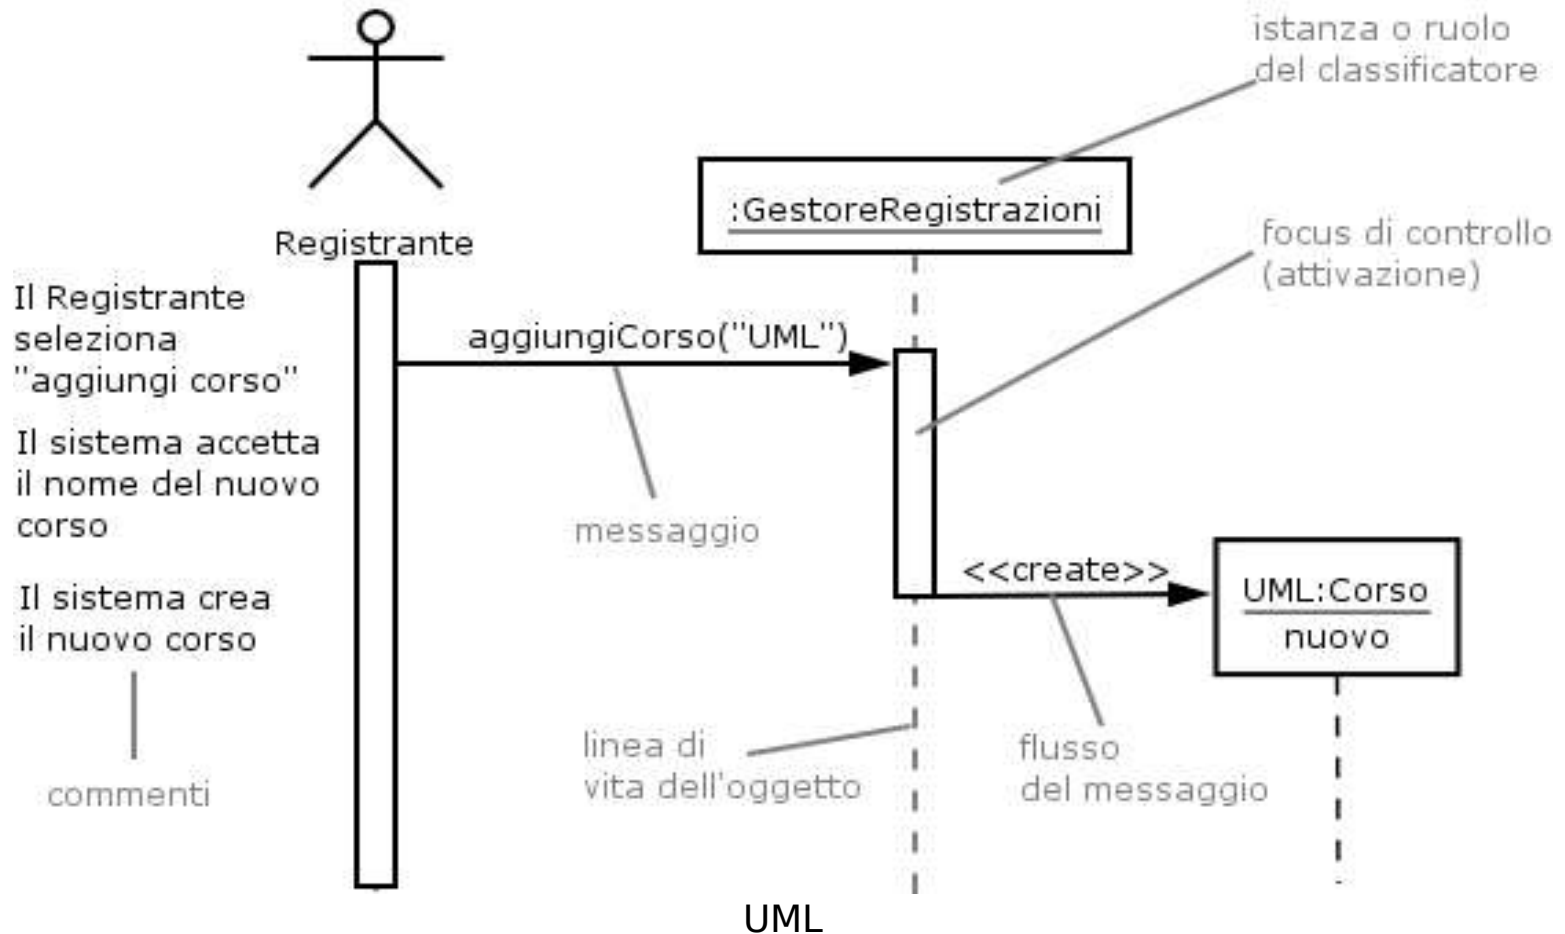 istanza o ruolo
del classificatore
:GestoreRegistrazioni
focus di controllo
(attivazione)
Registrante
Il Registrante
seleziona
"aggiungi corso"
aggiungiCorso("UML")
Il sistema accetta
il nome del nuovo
corso
messaggio
<<create>>
UML:Corso
nuovo
Il sistema crea
il nuovo corso
linea di
vita dell'oggetto
flusso
del messaggio
commenti
UML